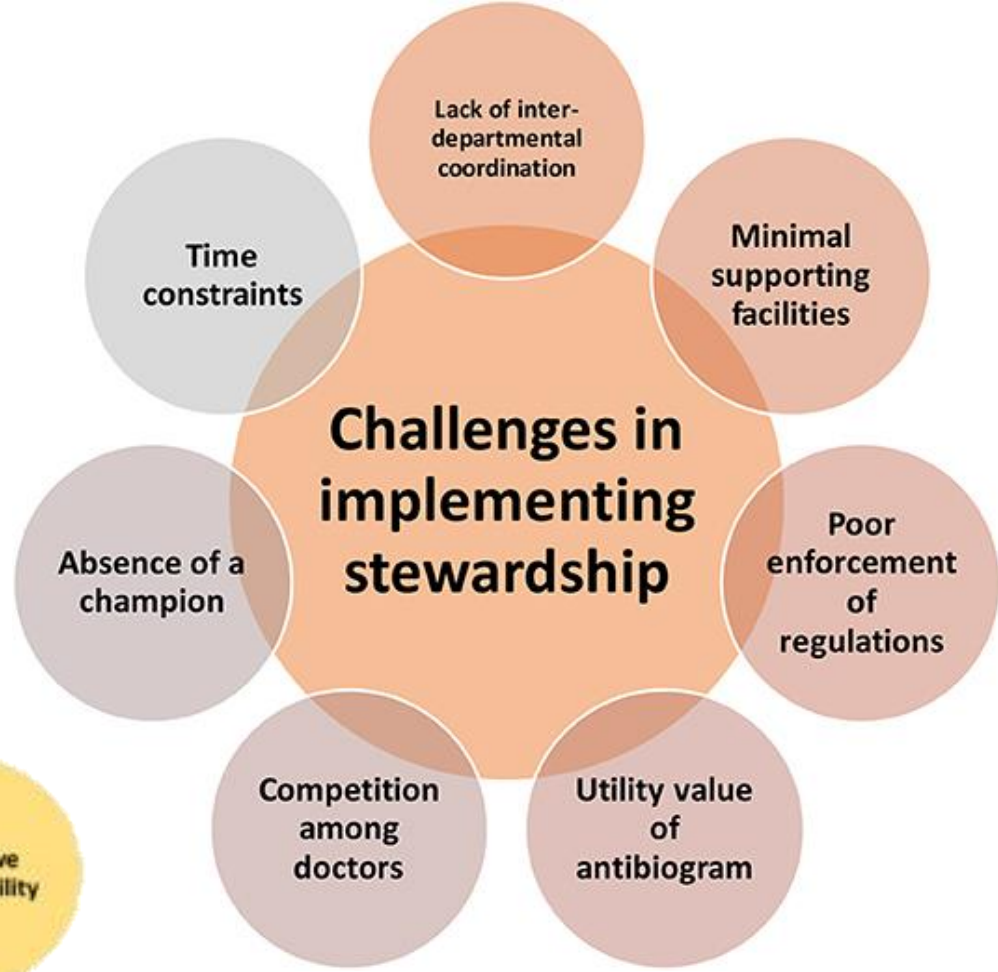 Lack of inter-
departmental
coordination
Minimal
supporting
facilities
Time
constraints
Challenges in
implementing
stewardship
Poor
enforcement
of
regulations
Absence of a
champion
Competition
among
doctors
Utility value
of
antibiogram